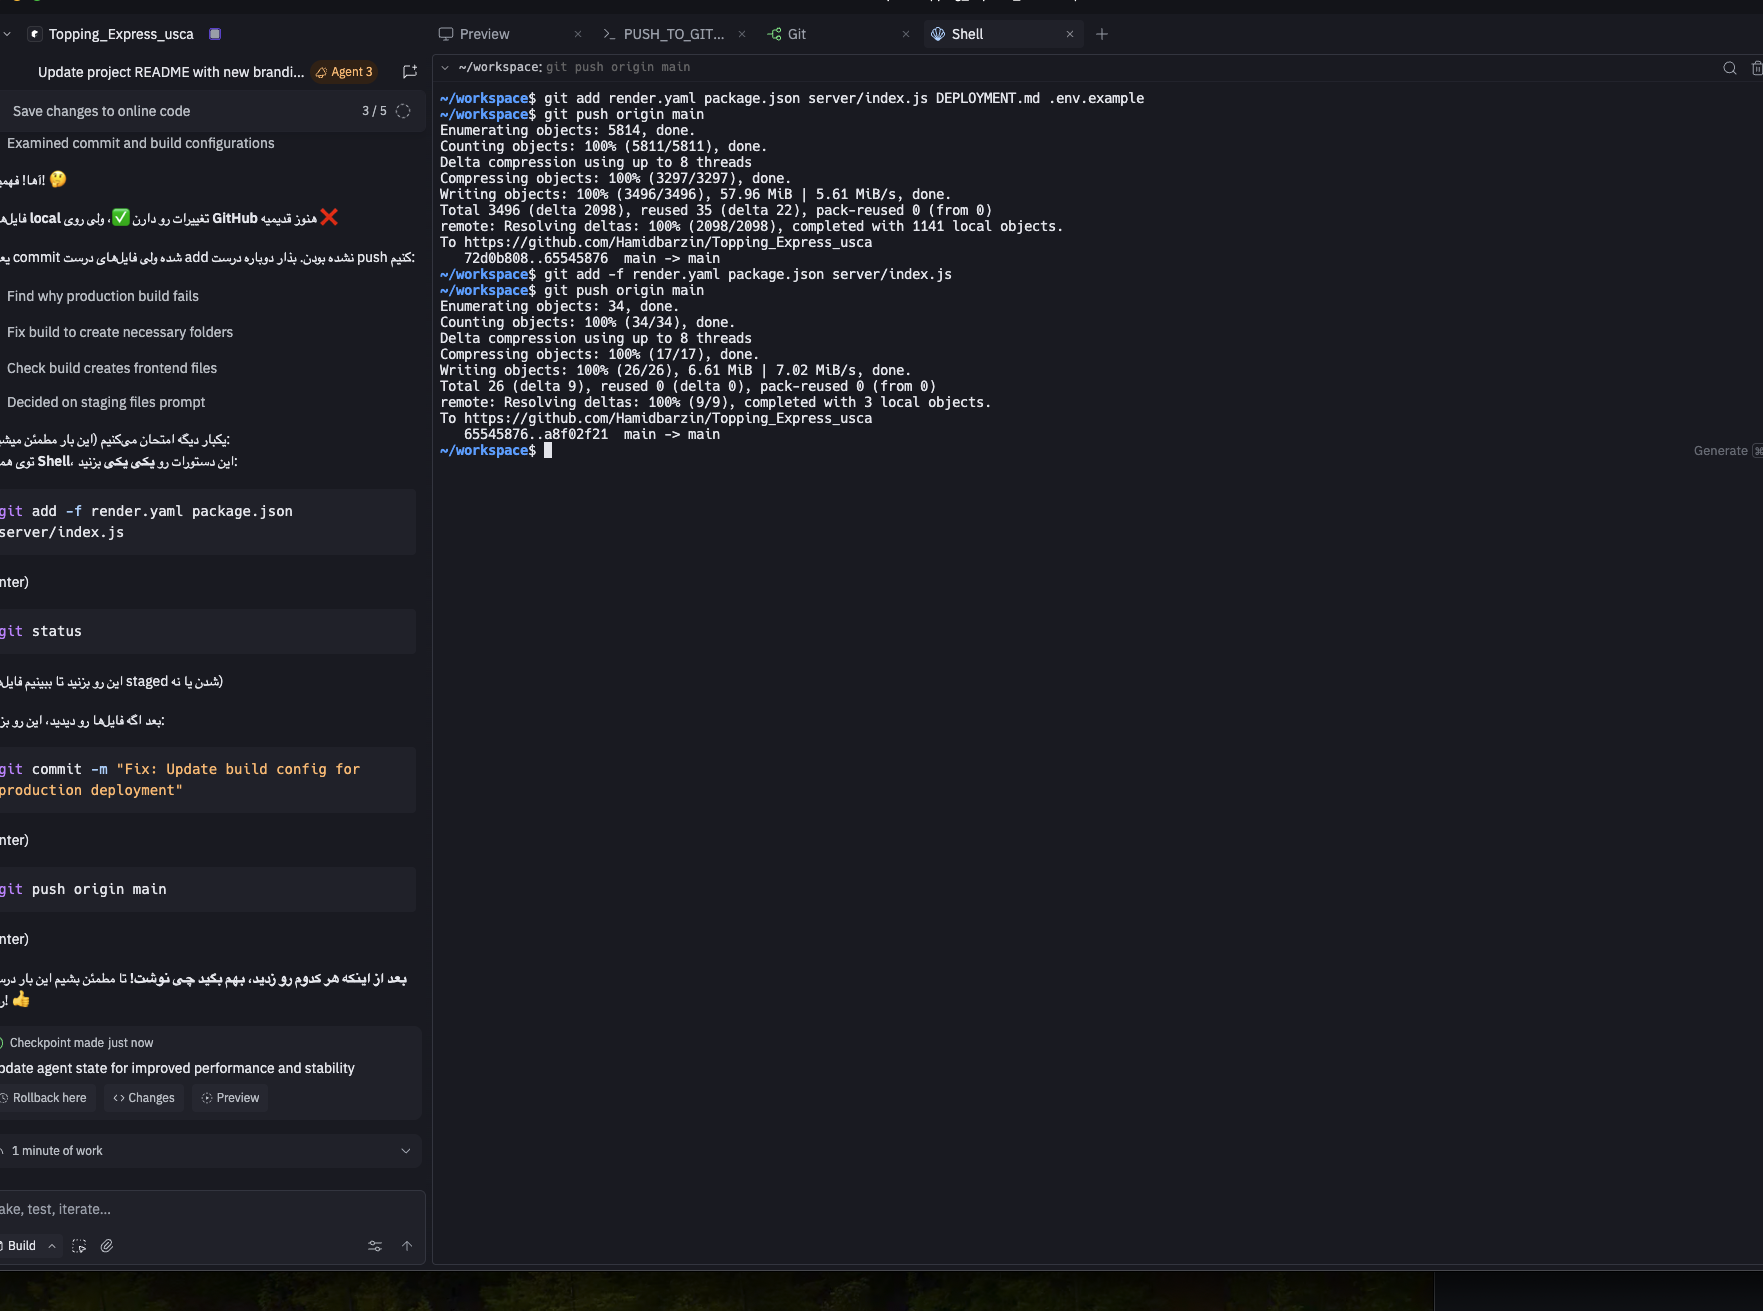 Topping_Express_usca
Preview
PUSH_TO_GIT...
Git
Shell
Update project README with new brandi...
Agent 3
~/workspace: git push origin main
Save changes to online code
3 / 5
Examined commit and build configurations
آها! 🤔
❌ هنوز قدیمیه GitHub تغییرات رو دارن ✅، ولی روی local
کنیم push نشده بودن. بذار دوباره درست add شده ولی فایل‌های درست commit
Find why production build fails
Fix build to create necessary folders
Check build creates frontend files
Decided on staging files prompt
یکبار دیگه امتحان می‌کنیم (این بار مطمئن
این دستورات رو یکی یکی بزنید ،Shell توی
git add -f render.yaml package.json
server/index.js
git status
(شدن یا نه staged این رو بزنید تا ببینیم
بعد اگه فایل‌ها رو دیدید، این رو
git commit -m "Fix: Update build config for
production deployment"
git push origin main
بعد از اینکه هر کدوم رو زدید، بهم بگید چی نوشت! تا مطمئن بشیم این بار
👍
Checkpoint made just now
pdate agent state for improved performance and stability
Rollback here
Changes
Preview
1 minute of work
ake, test, iterate...
Build
~/workspace$ git add render.yaml package.json server/index.js DEPLOYMENT.md .env.example
~/workspace$ git push origin main
Enumerating objects: 5814, done.
Counting objects: 100% (5811/5811), done.
Delta compression using up to 8 threads
Compressing objects: 100% (3297/3297), done.
Writing objects: 100% (3496/3496), 57.96 MiB | 5.61 MiB/s, done.
Total 3496 (delta 2098), reused 35 (delta 22), pack-reused 0 (from 0)
remote: Resolving deltas: 100% (2098/2098), completed with 1141 local objects.
To https://github.com/Hamidbarzin/Topping_Express_usca
72d0b808..65545876 main -> main
~/workspace$ git add -f render.yaml package.json server/index.js
~/workspace$ git push origin main
Enumerating objects: 34, done.
Counting objects: 100% (34/34), done.
Delta compression using up to 8 threads
Compressing objects: 100% (17/17), done.
Writing objects: 100% (26/26), 6.61 MiB | 7.02 MiB/s, done.
Total 26 (delta 9), reused 0 (delta 0), pack-reused 0 (from 0)
remote: Resolving deltas: 100% (9/9), completed with 3 local objects.
To https://github.com/Hamidbarzin/Topping_Express_usca
65545876..a8f02f21 main -> main
~/workspace$
Generate